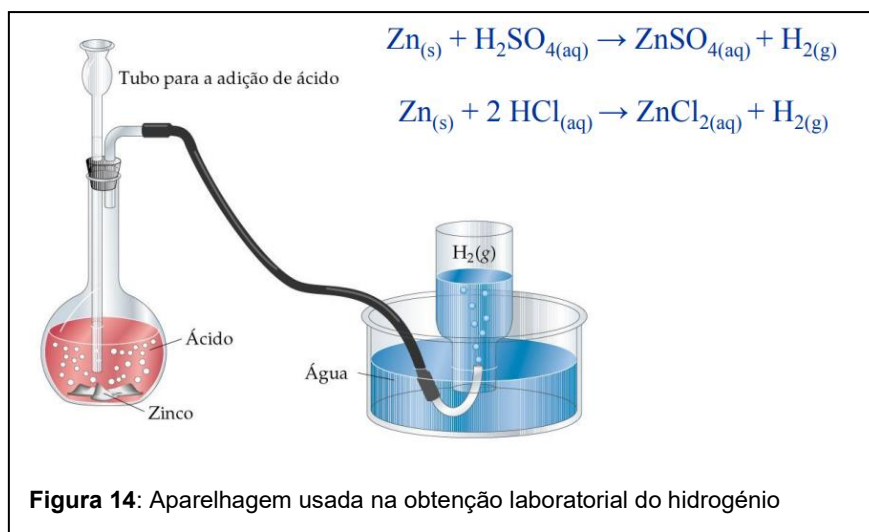 Zn(s) + H₂SO₄(aq) → ZnSO₄(aq) + H₂(g)
Tubo para a adição de ácido
Zn(s) + 2 HCl(aq) → ZnCl₂(aq) + H₂(g)
H₂(g)
Ácido
Água
Zinco
Figura 14: Aparelhagem usada na obtenção laboratorial do hidrogénio